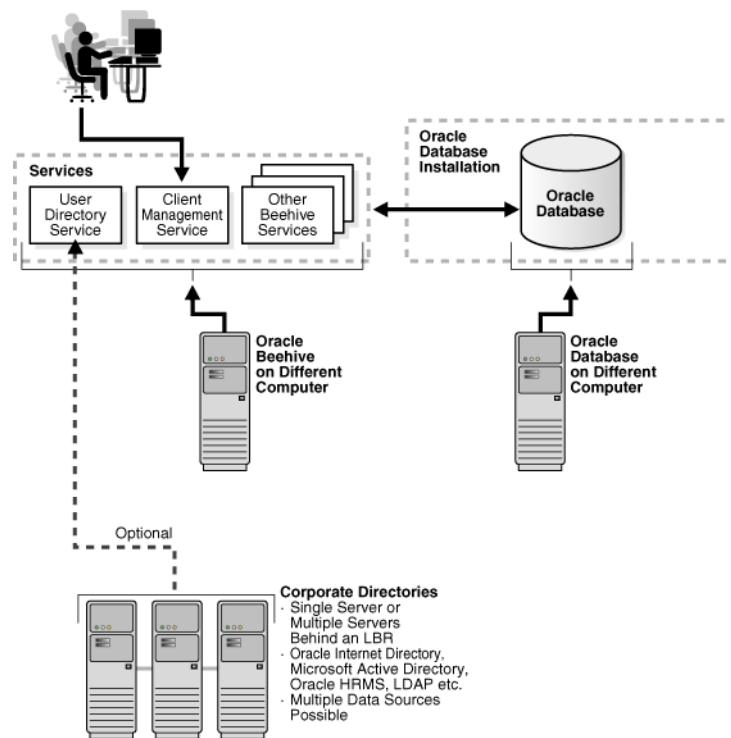 Oracle
Database
Installation
Services
User
Directory
Service
Client
Management
Service
Other
Beehive
Services
Oracle
Database
Oracle
Beehive
on Different
Computer
Oracle
Database
on Different
Computer
Optional
Corporate Directories
· Single Server or
Multiple Servers
Behind an LBR
· Oracle Internet Directory,
Microsoft Active Directory,
Oracle HRMS, LDAP etc.
· Multiple Data Sources
Possible